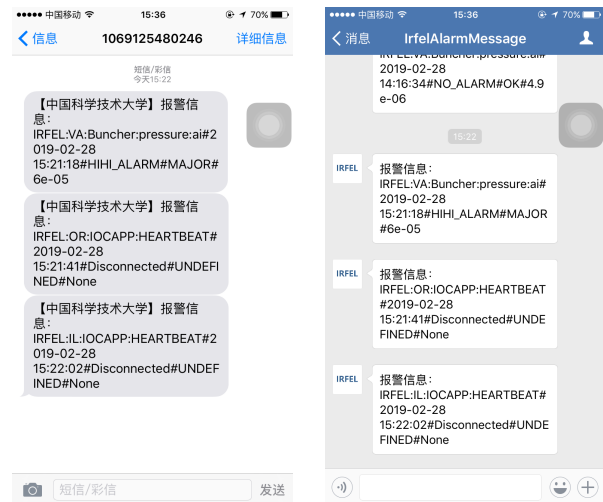 中国移动 15:36 70%
信息 1069125480246 详细信息
短信/彩信
今天15:22
【中国科学技术大学】报警信
息：
IRFEL:VA:Buncher:pressure:ai#2
019-02-28
15:21:18#HIHI_ALARM#MAJOR#
6e-05
【中国科学技术大学】报警信
息：
IRFEL:OR:IOCAPP:HEARTBEAT#
2019-02-28
15:21:41#Disconnected#UNDEFI
NED#None
【中国科学技术大学】报警信
息：
IRFEL:IL:IOCAPP:HEARTBEAT#2
019-02-28
15:22:02#Disconnected#UNDEF
INED#None
短信/彩信 发送
中国移动 15:36 70%
消息 IrfelAlarmMessage
IRFEL:VA:Buncher:pressure:ai#
2019-02-28
14:16:34#NO_ALARM#OK#4.9
e-06
15:22
IRFEL
报警信息：
IRFEL:VA:Buncher:pressure:ai#
2019-02-28
15:21:18#HIHI_ALARM#MAJOR
#6e-05
IRFEL
报警信息：
IRFEL:OR:IOCAPP:HEARTBEAT
#2019-02-28
15:21:41#Disconnected#UNDE
FINED#None
IRFEL
报警信息：
IRFEL:IL:IOCAPP:HEARTBEAT#
2019-02-28
15:22:02#Disconnected#UNDE
FINED#None